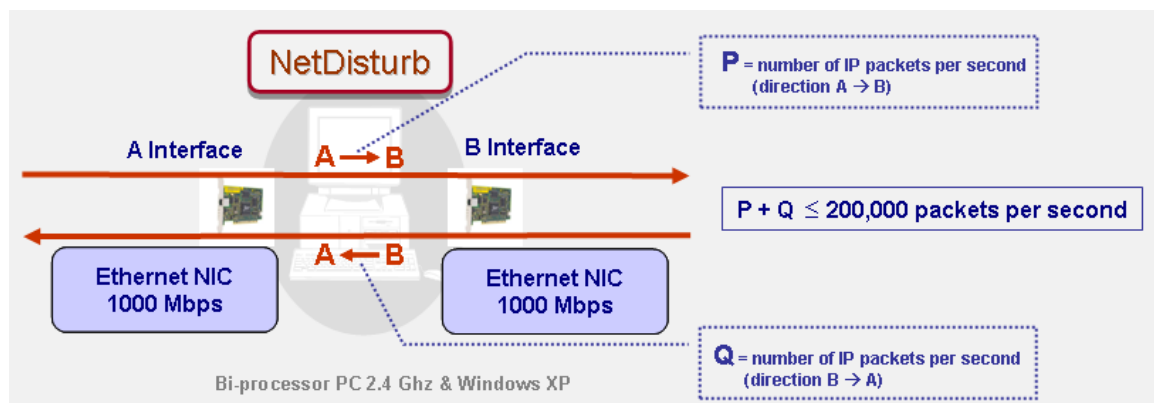 NetDisturb
P = number of IP packets per second
(direction A → B)
A Interface
B Interface
A → B
P + Q ≤ 200,000 packets per second
A ← B
Ethernet NIC
1000 Mbps
Ethernet NIC
1000 Mbps
Q = number of IP packets per second
(direction B → A)
Bi-processor PC 2.4 Ghz & Windows XP